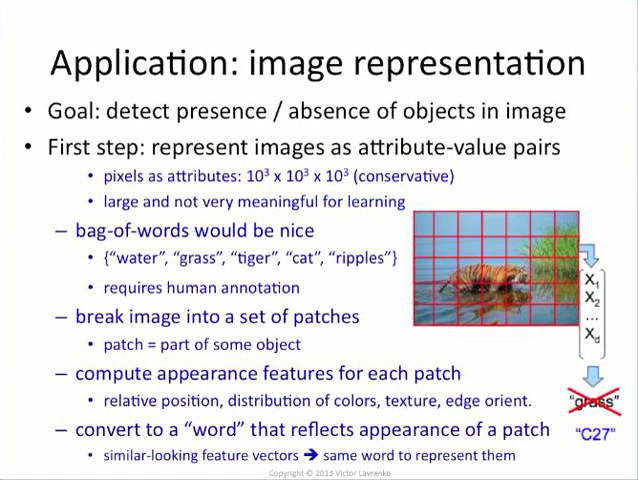 Application: image representation
• Goal: detect presence / absence of objects in image
• First step: represent images as attribute-value pairs
• pixels as attributes: 10³ x 10³ x 10³ (conservative)
• large and not very meaningful for learning
– bag-of-words would be nice
• {“water”, “grass”, “tiger”, “cat”, “ripples”}
• requires human annotation
– break image into a set of patches
• patch = part of some object
– compute appearance features for each patch
• relative position, distribution of colors, texture, edge orient.
– convert to a “word” that reflects appearance of a patch
• similar-looking feature vectors ➔ same word to represent them
X₁
X₂
...
X_d
“grass”
“C27”
Copyright © 2013 Victor Lavrenko